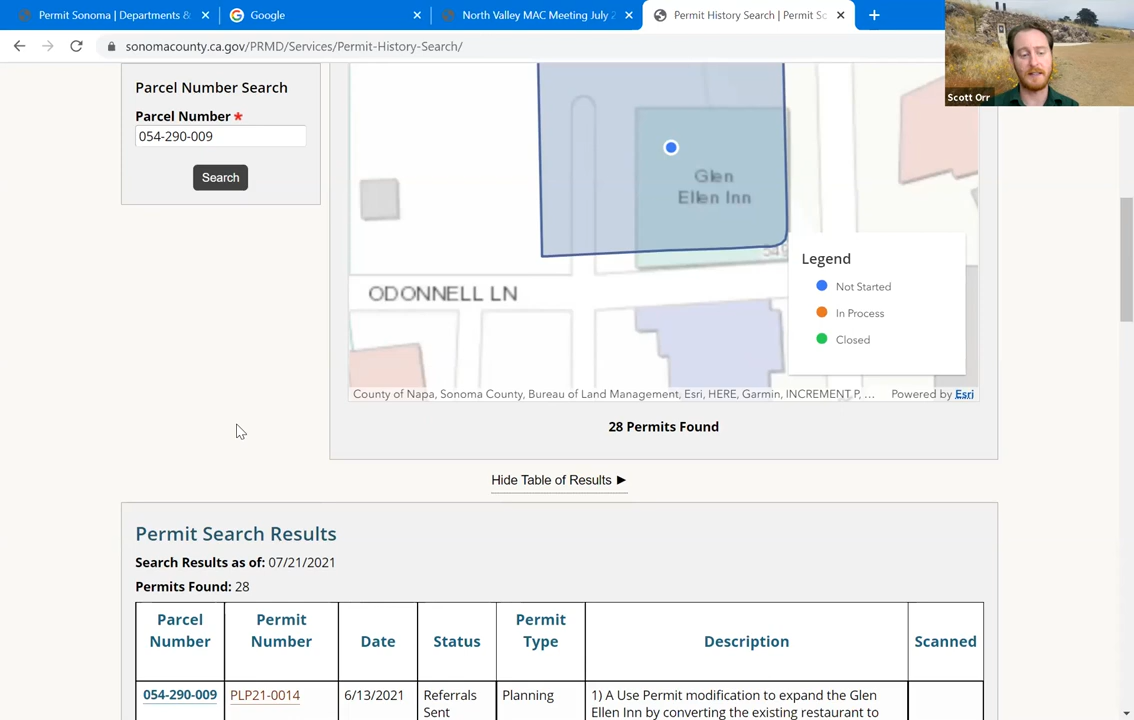 Permit Sonoma | Departments &
Google
North Valley MAC Meeting July 2
Permit History Search | Permit So
sonomacounty.ca.gov/PRMD/Services/Permit-History-Search/
Scott Orr
Parcel Number Search
Parcel Number *
054-290-009
Search
Glen
Ellen Inn
ODONNELL LN
Legend
Not Started
In Process
Closed
County of Napa, Sonoma County, Bureau of Land Management, Esri, HERE, Garmin, INCREMENT P, ...
Powered by Esri
28 Permits Found
Hide Table of Results ▶
Permit Search Results
Search Results as of: 07/21/2021
Permits Found: 28
Parcel Number
Permit Number
Date
Status
Permit Type
Description
Scanned
054-290-009
PLP21-0014
6/13/2021
Referrals Sent
Planning
1) A Use Permit modification to expand the Glen
Ellen Inn by converting the existing restaurant to